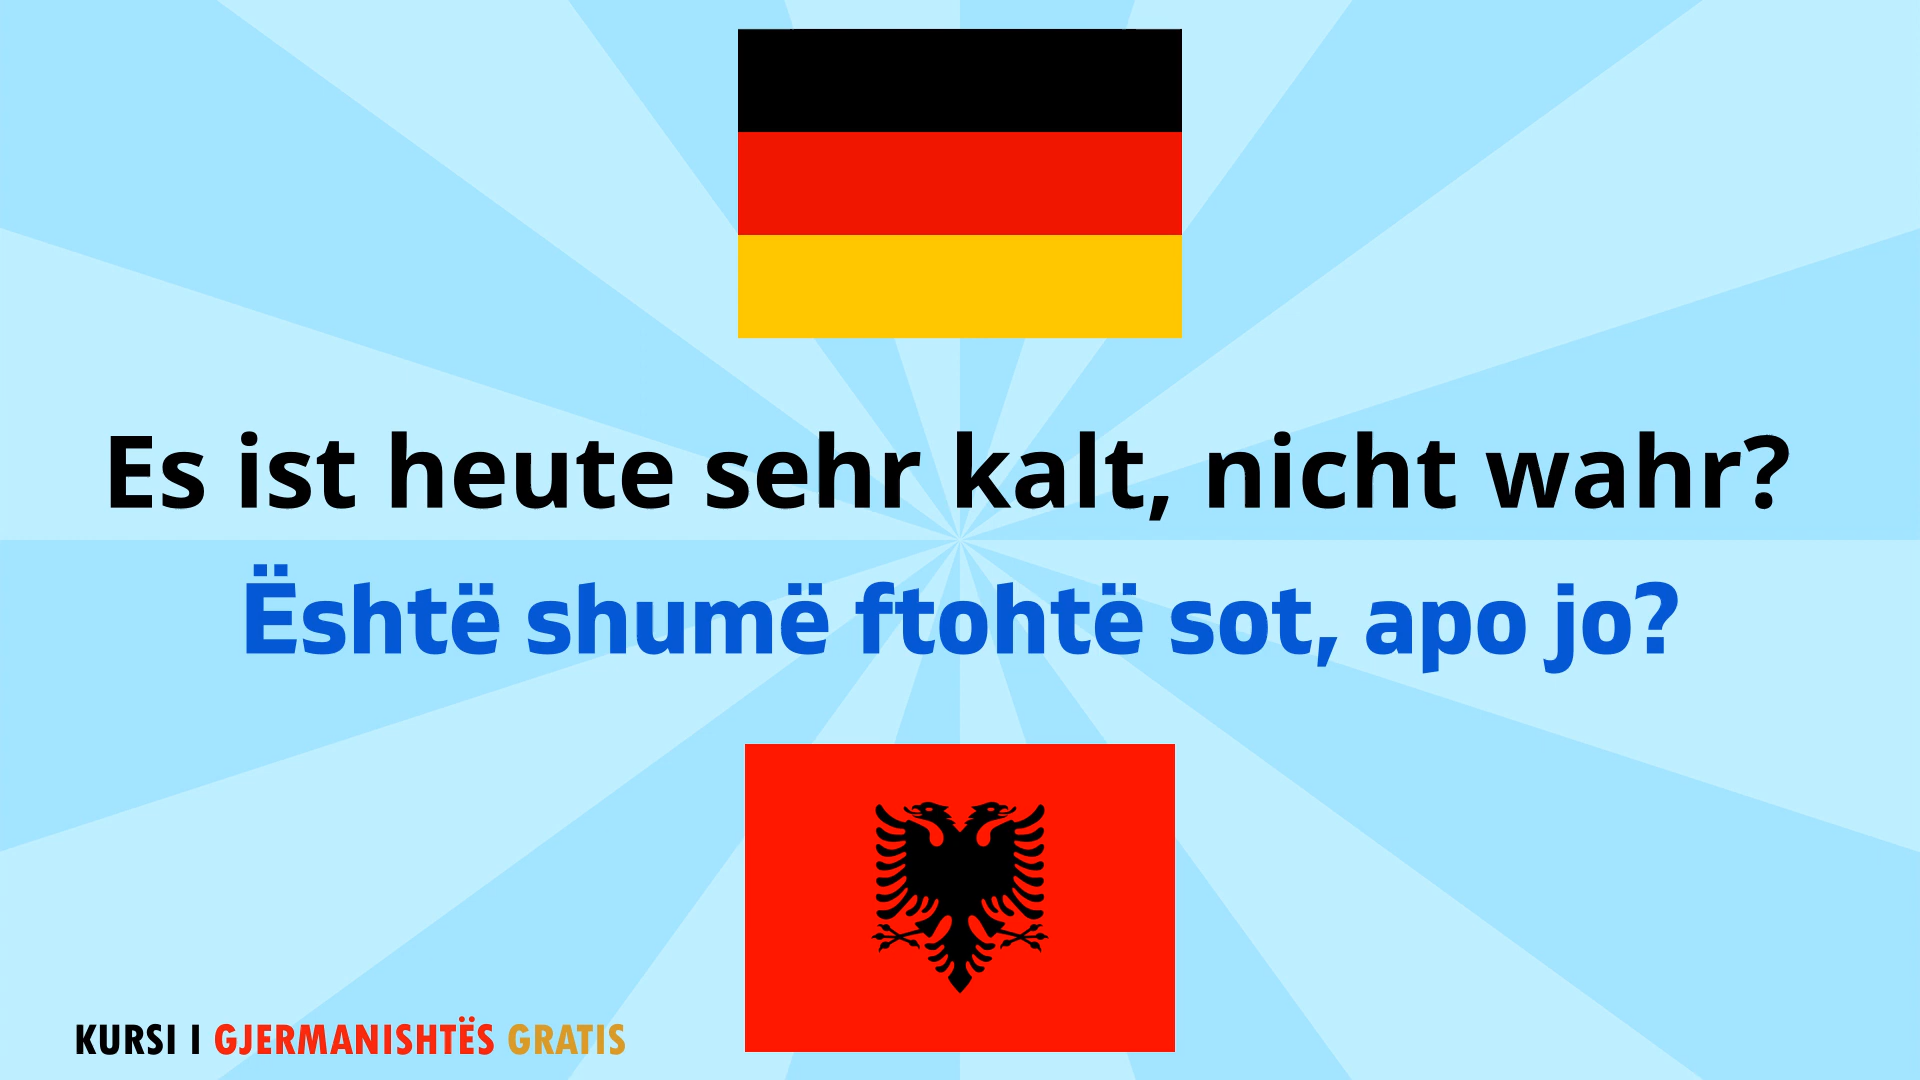 Es ist heute sehr kalt, nicht wahr?
Është shumë ftohtë sot, apo jo?
KURSI I GJERMANISHTËS GRATIS